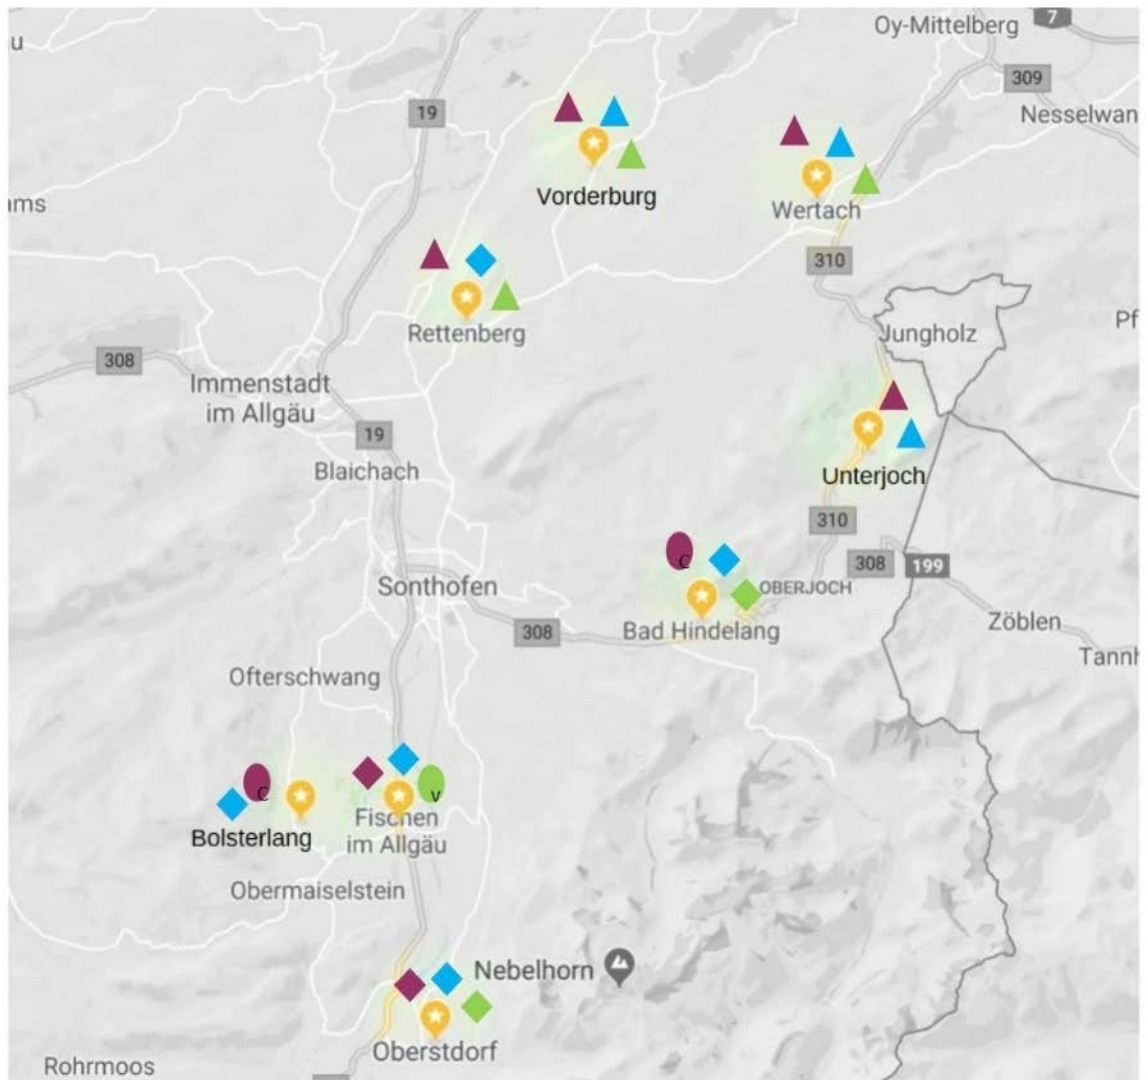 7
Oy-Mittelberg
u
309
19
Nesselwan
Vorderburg
ams
Wertach
310
Rettenberg
Jungholz
Pf
308
Immenstadt
im Allgäu
19
Blaichach
Unterjoch
310
C
308
199
Sonthofen
OBERJOCH
308
Bad Hindelang
Zöblen
Tannh
Ofterschwang
C
v
Fischen
im Allgäu
Bolsterlang
Obermaiselstein
Nebelhorn
Oberstdorf
Rohrmoos